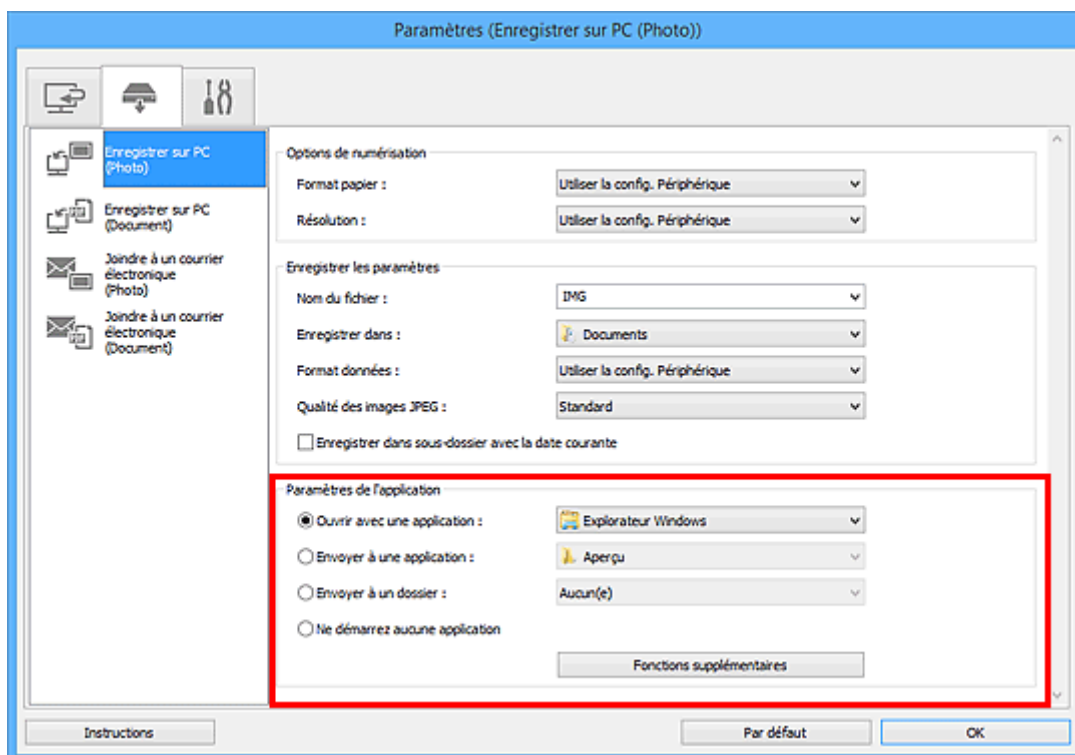 Paramètres (Enregistrer sur PC (Photo))
Enregistrer sur PC
(Photo)
Enregistrer sur PC
(Document)
Joindre à un courrier
électronique
(Photo)
Joindre à un courrier
électronique
(Document)
Options de numérisation
Format papier : Utiliser la config. Périphérique
Résolution : Utiliser la config. Périphérique
Enregistrer les paramètres
Nom du fichier : IMG
Enregistrer dans : Documents
Format données : Utiliser la config. Périphérique
Qualité des images JPEG : Standard
Enregistrer dans sous-dossier avec la date courante
Paramètres de l'application
Ouvrir avec une application : Explorateur Windows
Envoyer à une application : Aperçu
Envoyer à un dossier : Aucun(e)
Ne démarrez aucune application
Fonctions supplémentaires
Instructions Par défaut OK